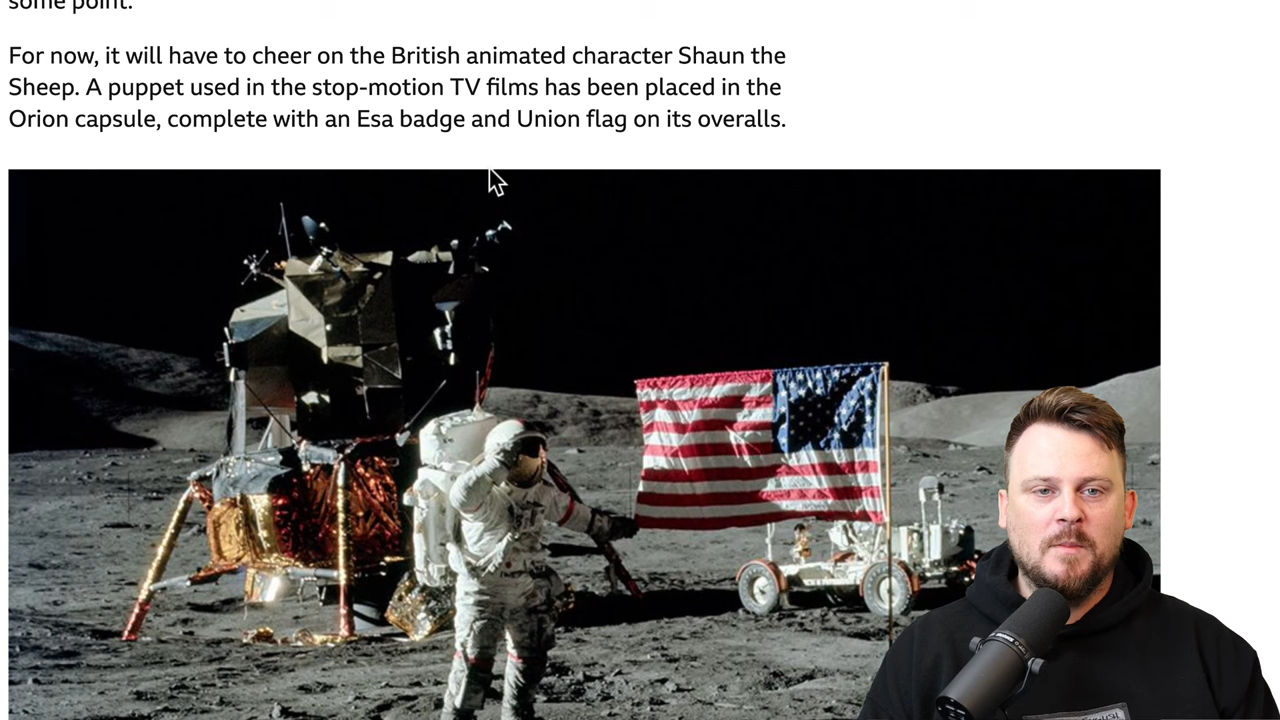 some point.
For now, it will have to cheer on the British animated character Shaun the
Sheep. A puppet used in the stop-motion TV films has been placed in the
Orion capsule, complete with an Esa badge and Union flag on its overalls.